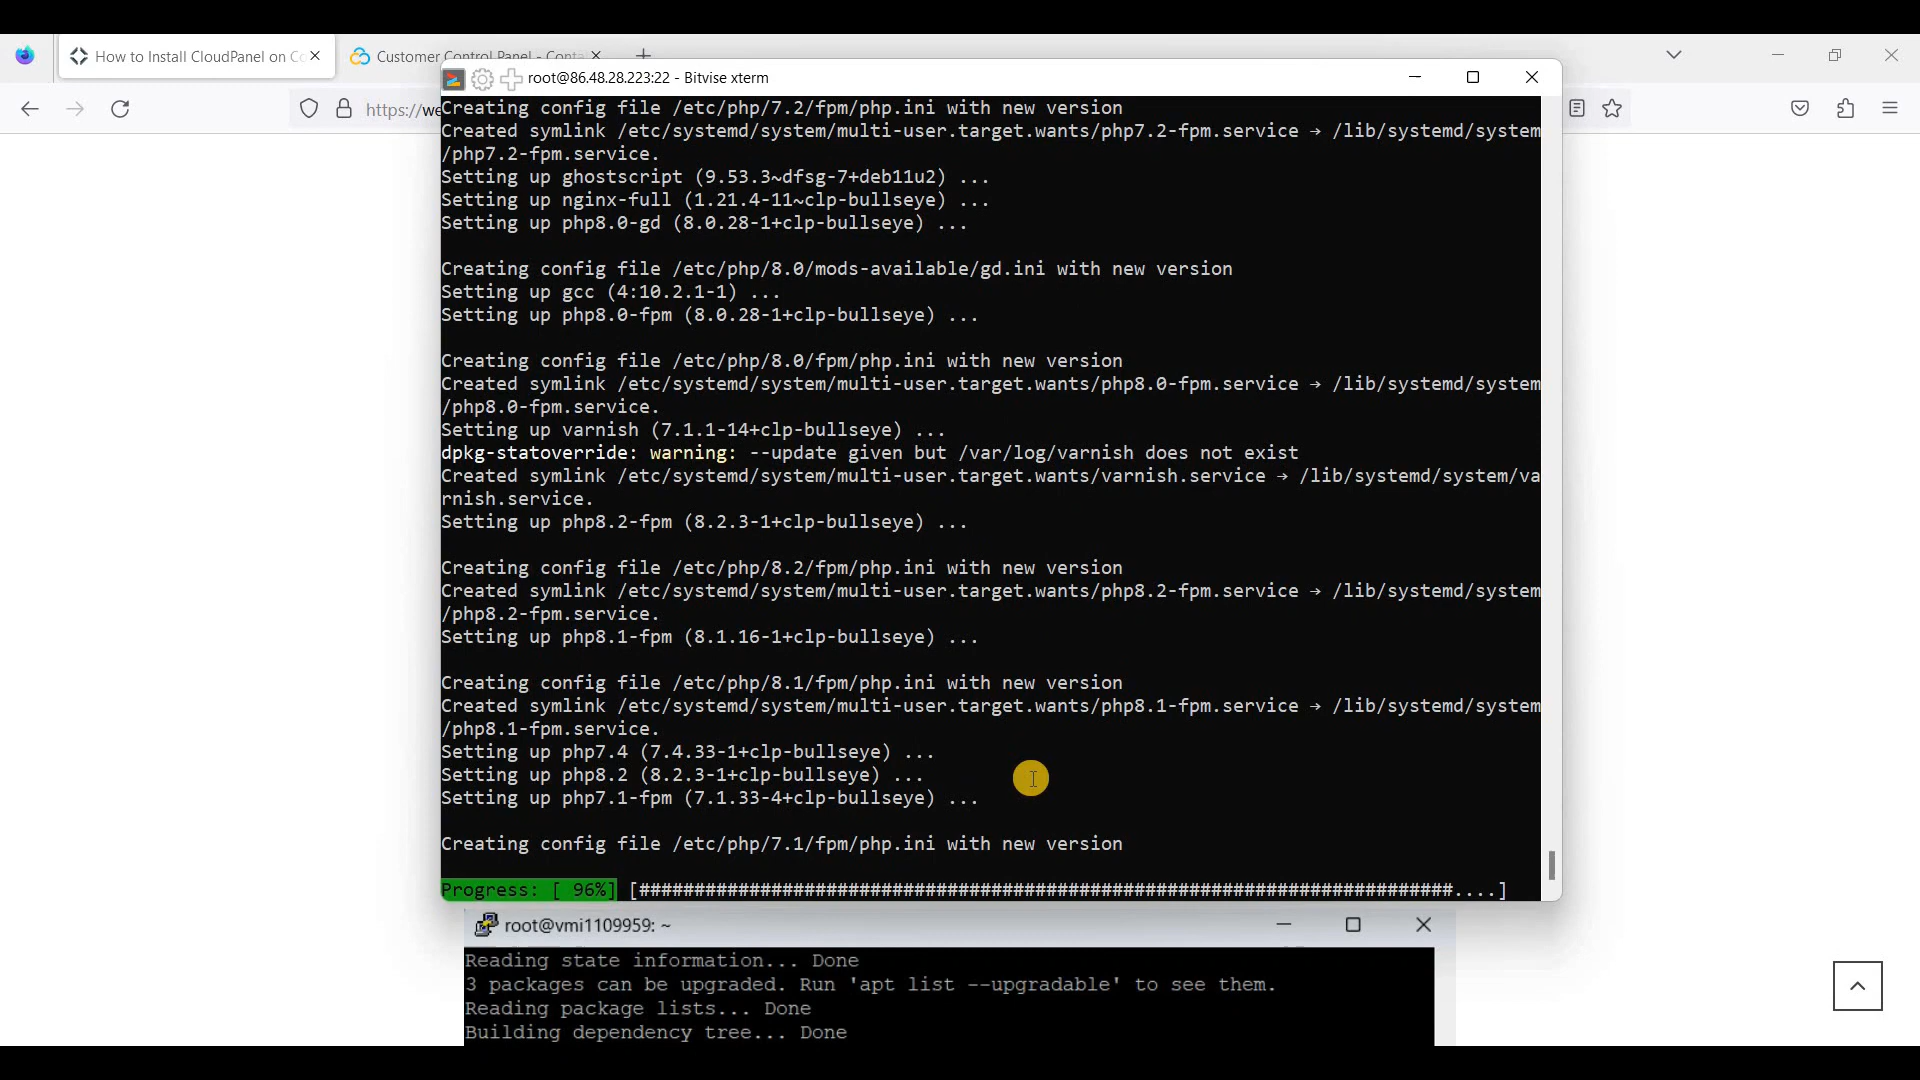 How to Install CloudPanel on Co
Customer Control Panel - Conta
https://we
root@86.48.28.223:22 - Bitvise xterm
Creating config file /etc/php/7.2/fpm/php.ini with new version
Created symlink /etc/systemd/system/multi-user.target.wants/php7.2-fpm.service → /lib/systemd/system
/php7.2-fpm.service.
Setting up ghostscript (9.53.3~dfsg-7+deb11u2) ...
Setting up nginx-full (1.21.4-11~clp-bullseye) ...
Setting up php8.0-gd (8.0.28-1+clp-bullseye) ...
Creating config file /etc/php/8.0/mods-available/gd.ini with new version
Setting up gcc (4:10.2.1-1) ...
Setting up php8.0-fpm (8.0.28-1+clp-bullseye) ...
Creating config file /etc/php/8.0/fpm/php.ini with new version
Created symlink /etc/systemd/system/multi-user.target.wants/php8.0-fpm.service → /lib/systemd/system
/php8.0-fpm.service.
Setting up varnish (7.1.1-14+clp-bullseye) ...
dpkg-statoverride: warning: --update given but /var/log/varnish does not exist
Created symlink /etc/systemd/system/multi-user.target.wants/varnish.service → /lib/systemd/system/va
rnish.service.
Setting up php8.2-fpm (8.2.3-1+clp-bullseye) ...
Creating config file /etc/php/8.2/fpm/php.ini with new version
Created symlink /etc/systemd/system/multi-user.target.wants/php8.2-fpm.service → /lib/systemd/system
/php8.2-fpm.service.
Setting up php8.1-fpm (8.1.16-1+clp-bullseye) ...
Creating config file /etc/php/8.1/fpm/php.ini with new version
Created symlink /etc/systemd/system/multi-user.target.wants/php8.1-fpm.service → /lib/systemd/system
/php8.1-fpm.service.
Setting up php7.4 (7.4.33-1+clp-bullseye) ...
Setting up php8.2 (8.2.3-1+clp-bullseye) ...
Setting up php7.1-fpm (7.1.33-4+clp-bullseye) ...
Creating config file /etc/php/7.1/fpm/php.ini with new version
Progress: [ 96%] [##########################################################################....]
root@vmi1109959: ~
Reading state information... Done
3 packages can be upgraded. Run 'apt list --upgradable' to see them.
Reading package lists... Done
Building dependency tree... Done